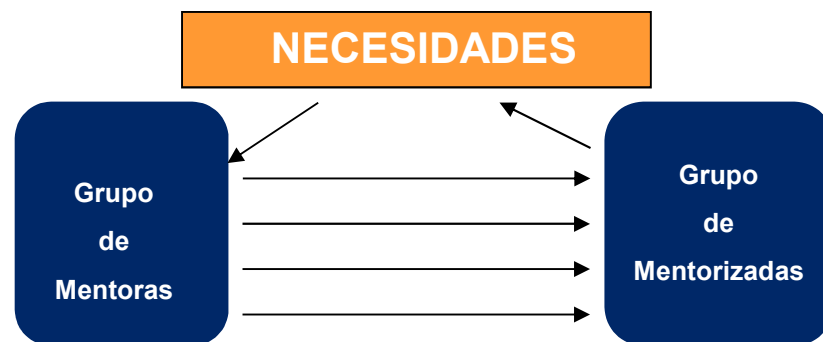 NECESIDADES
Grupo
de
Mentoras
Grupo
de
Mentorizadas